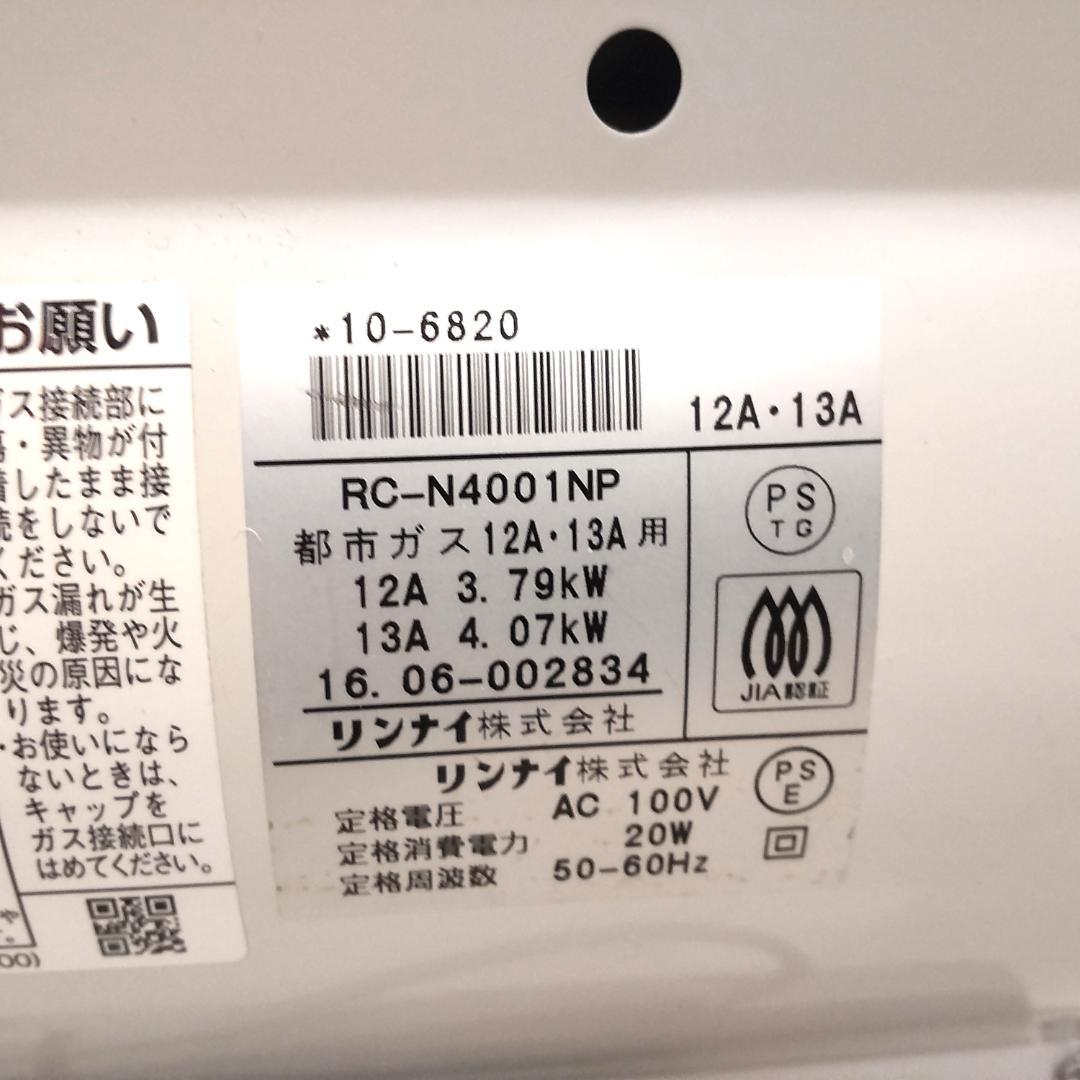 お願い
ス接続部に
・異物が付
着したまま接
続をしないで
ください。
ガス漏れが生
じ、爆発や火
災の原因にな
ります。
・お使いになら
ないときは、
キャップを
ガス接続口に
はめてください。
00)
*10-6820
12A・13A
RC-N4001NP
都市ガス12A・13A用
12A 3.79kW
13A 4.07kW
16.06-002834
リンナイ株式会社
PS
TG
JIA認証
リンナイ株式会社
定格電圧 AC 100V
定格消費電力 20W
定格周波数 50-60Hz
PS
E